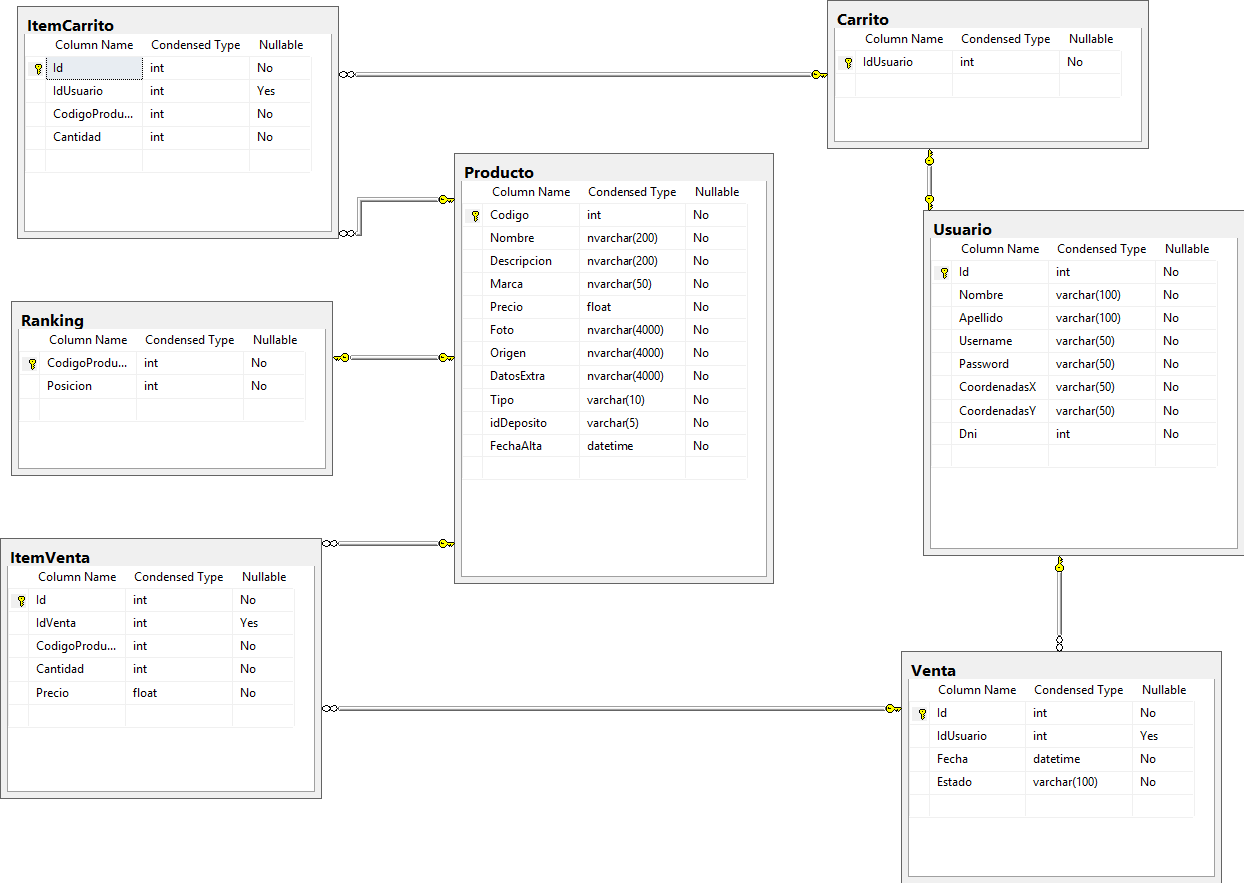 ItemCarrito
Column Name Condensed Type Nullable
Id int No
IdUsuario int Yes
CodigoProdu... int No
Cantidad int No
Carrito
Column Name Condensed Type Nullable
IdUsuario int No
Producto
Column Name Condensed Type Nullable
Codigo int No
Nombre nvarchar(200) No
Descripcion nvarchar(200) No
Marca nvarchar(50) No
Precio float No
Foto nvarchar(4000) No
Origen nvarchar(4000) No
DatosExtra nvarchar(4000) No
Tipo varchar(10) No
idDeposito varchar(5) No
FechaAlta datetime No
Usuario
Column Name Condensed Type Nullable
Id int No
Nombre varchar(100) No
Apellido varchar(100) No
Username varchar(50) No
Password varchar(50) No
CoordenadasX varchar(50) No
CoordenadasY varchar(50) No
Dni int No
Ranking
Column Name Condensed Type Nullable
CodigoProdu... int No
Posicion int No
ItemVenta
Column Name Condensed Type Nullable
Id int No
IdVenta int Yes
CodigoProdu... int No
Cantidad int No
Precio float No
Venta
Column Name Condensed Type Nullable
Id int No
IdUsuario int Yes
Fecha datetime No
Estado varchar(100) No